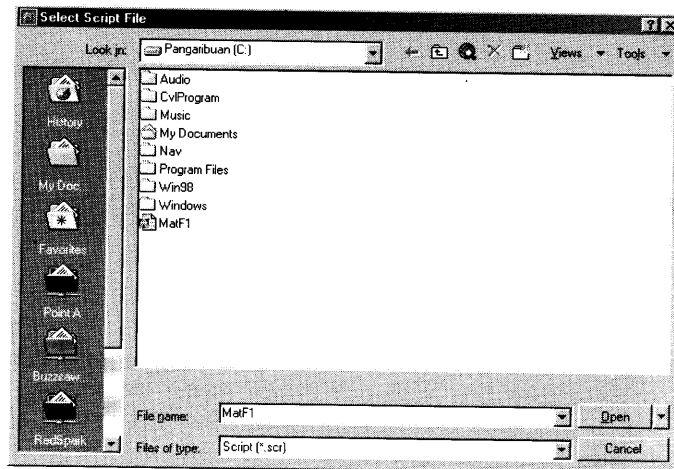 Select Script File
Look in: Pangaribuan (C:) Views Tools
History
My Doc
Favorites
Point A
Buzzsaw
RedSpark
Audio
CvlProgram
Music
My Documents
Nav
Program Files
Win98
Windows
MatF1
File name: MatF1 Open
Files of type: Script (*.scr) Cancel